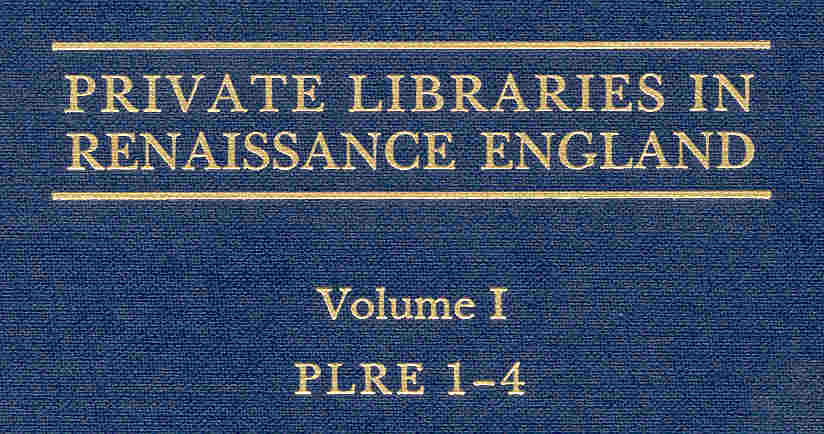 PRIVATE LIBRARIES IN
RENAISSANCE ENGLAND
Volume I
PLRE 1–4